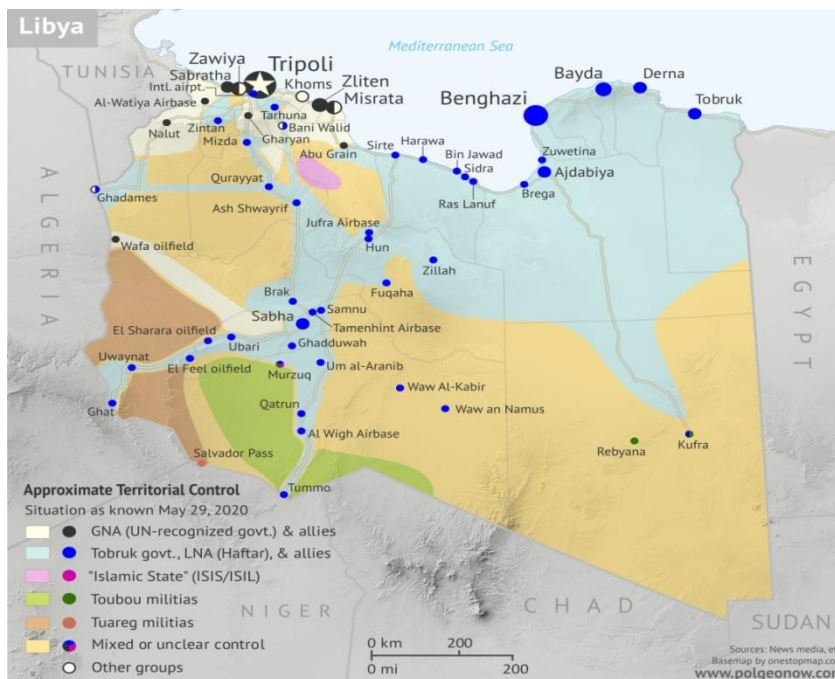 Libya
Mediterranean Sea
TUNISIA
Zawiya
Tripoli
Sabratha
Intl. airpt.
Khoms
Zliten
Al-Watiya Airbase
Misrata
Tarhuna
Nalut
Zintan
Bani Walid
Mizda
Gharyan
Abu Grain
Sirte
Harawa
Bin Jawad
Sidra
Ras Lanuf
Brega
Benghazi
Bayda
Derna
Tobruk
Zuwetina
Ajdabiya
ALGERIA
Ghadames
Qurayyat
Ash Shwayrif
Jufra Airbase
Hun
Wafa oilfield
Zillah
Fuqaha
EGYPT
Brak
Samnu
Sabha
Tamenhint Airbase
El Sharara oilfield
Ubari
Ghadduwah
Uwaynat
El Feel oilfield
Murzuq
Um al-Aranib
Waw Al-Kabir
Ghat
Qatrun
Waw an Namus
Al Wigh Airbase
Rebyana
Kufra
Salvador Pass
Tummo
Approximate Territorial Control
Situation as known May 29, 2020
GNA (UN-recognized govt.) & allies
Tobruk govt., LNA (Haftar), & allies
"Islamic State" (ISIS/ISIL)
Toubou militias
Tuareg militias
Mixed or unclear control
Other groups
NIGER
CHAD
SUDAN
0 km 200
0 mi 200
Sources: News media, et
Basemap by onestopmap.co
www.polgeonow.com